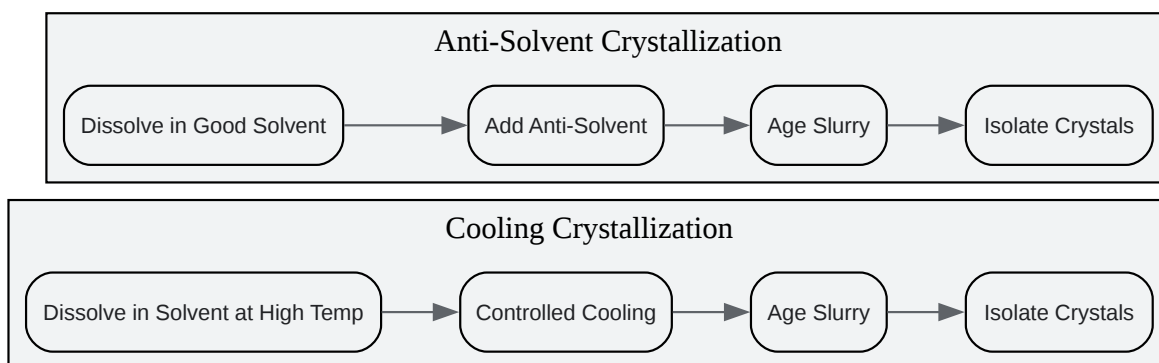 Anti-Solvent Crystallization
Dissolve in Good Solvent
Add Anti-Solvent
Age Slurry
Isolate Crystals
Cooling Crystallization
Dissolve in Solvent at High Temp
Controlled Cooling
Age Slurry
Isolate Crystals